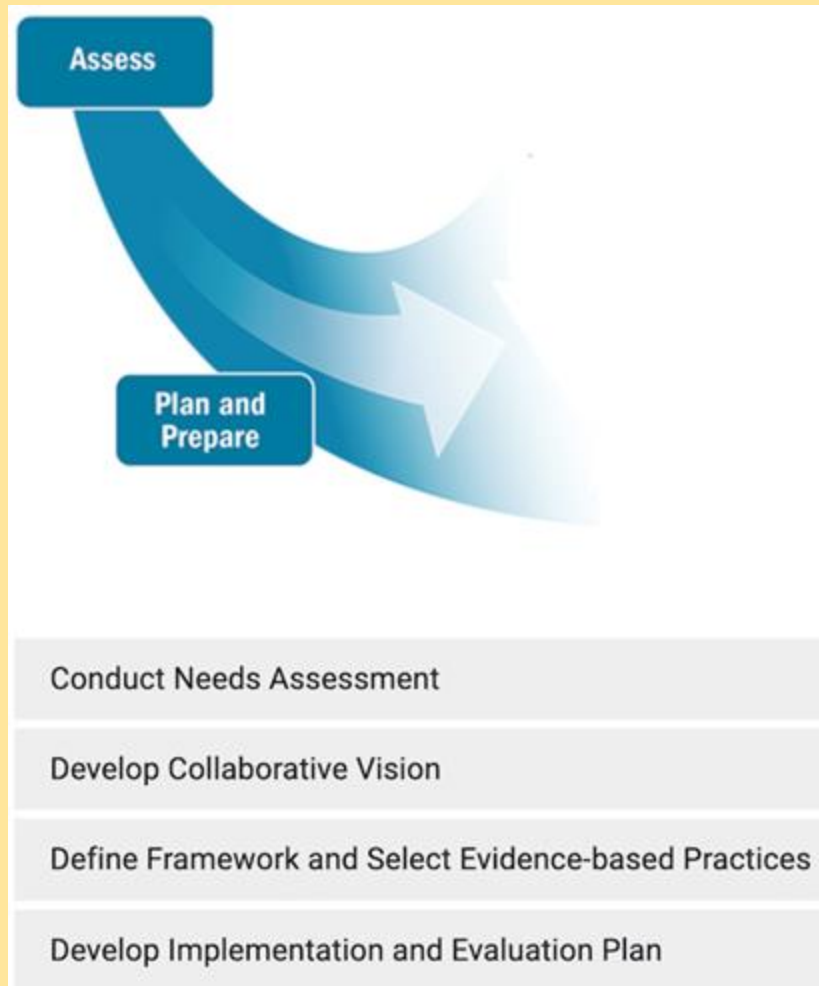 Assess
Plan and
Prepare
Conduct Needs Assessment
Develop Collaborative Vision
Define Framework and Select Evidence-based Practices
Develop Implementation and Evaluation Plan